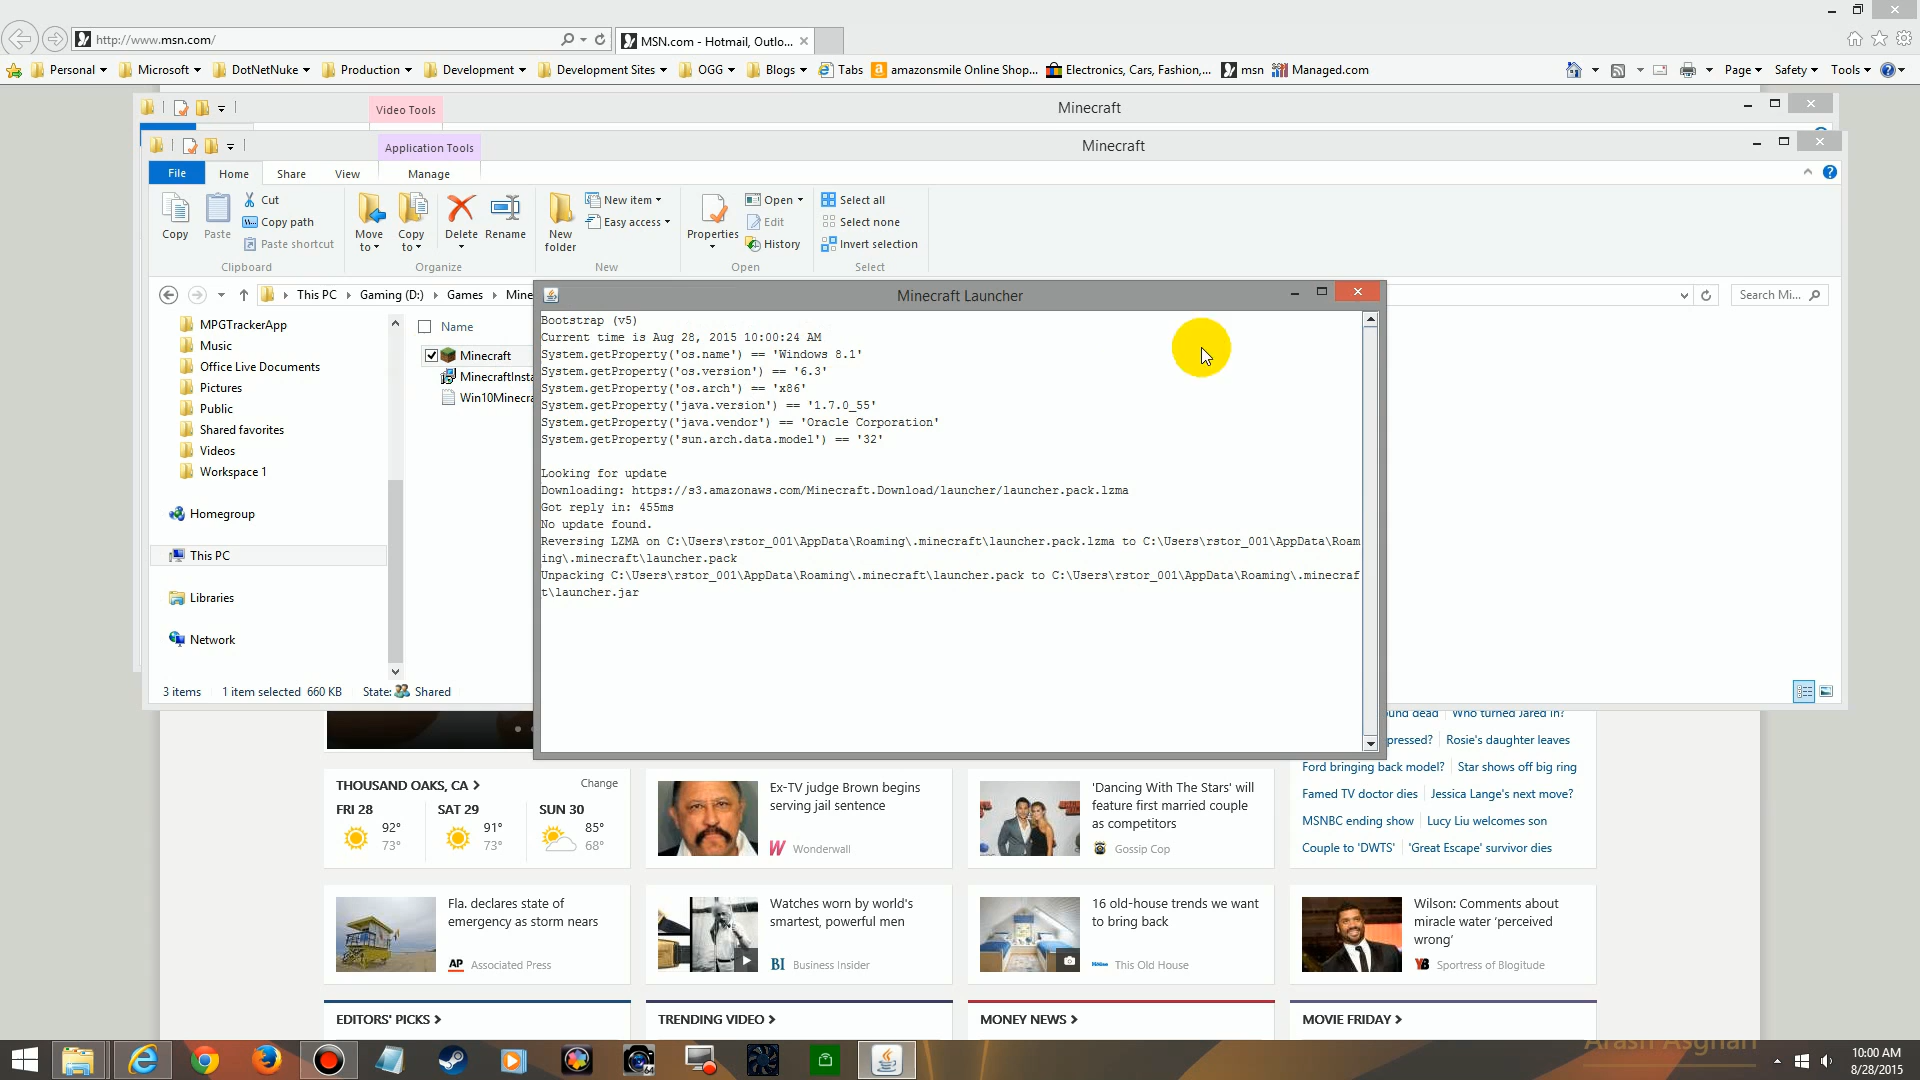 http://www.msn.com/
MSN.com - Hotmail, Outlo...
Personal
Microsoft
DotNetNuke
Production
Development
Development Sites
OGG
Blogs
Tabs
amazonsmile Online Shop...
Electronics, Cars, Fashion,...
msn
Managed.com
Page
Safety
Tools
Video Tools
Minecraft
Application Tools
Minecraft
File
Home
Share
View
Manage
Copy
Paste
Cut
Copy path
Paste shortcut
Clipboard
Move to
Copy to
Delete
Rename
Organize
New folder
New item
Easy access
New
Properties
Open
Edit
History
Open
Select all
Select none
Invert selection
Select
This PC
Gaming (D:)
Games
Mine
Search Mi...
MPGTrackerApp
Music
Office Live Documents
Pictures
Public
Shared favorites
Videos
Workspace 1
Homegroup
This PC
Libraries
Network
Name
Minecraft
MinecraftInsta
Win10Minecra
3 items
1 item selected 660 KB
State: Shared
Minecraft Launcher
Bootstrap (v5)
Current time is Aug 28, 2015 10:00:24 AM
System.getProperty('os.name') == 'Windows 8.1'
System.getProperty('os.version') == '6.3'
System.getProperty('os.arch') == 'x86'
System.getProperty('java.version') == '1.7.0_55'
System.getProperty('java.vendor') == 'Oracle Corporation'
System.getProperty('sun.arch.data.model') == '32'
Looking for update
Downloading: https://s3.amazonaws.com/Minecraft.Download/launcher/launcher.pack.lzma
Got reply in: 455ms
No update found.
Reversing LZMA on C:\Users\rstor_001\AppData\Roaming\.minecraft\launcher.pack.lzma to C:\Users\rstor_001\AppData\Roam
ing\.minecraft\launcher.pack
Unpacking C:\Users\rstor_001\AppData\Roaming\.minecraft\launcher.pack to C:\Users\rstor_001\AppData\Roaming\.minecraf
t\launcher.jar
und dead
Who turned Jared in?
pressed?
Rosie's daughter leaves
Ford bringing back model?
Star shows off big ring
Famed TV doctor dies
Jessica Lange's next move?
MSNBC ending show
Lucy Liu welcomes son
Couple to 'DWTS'
'Great Escape' survivor dies
THOUSAND OAKS, CA
Change
FRI 28
SAT 29
SUN 30
92°
73°
91°
73°
85°
68°
Ex-TV judge Brown begins
serving jail sentence
Wonderwall
'Dancing With The Stars' will
feature first married couple
as competitors
Gossip Cop
Fla. declares state of
emergency as storm nears
AP Associated Press
Watches worn by world's
smartest, powerful men
BI Business Insider
16 old-house trends we want
to bring back
This Old House
Wilson: Comments about
miracle water ‘perceived
wrong’
YB Sportress of Blogitude
EDITORS' PICKS
TRENDING VIDEO
MONEY NEWS
MOVIE FRIDAY
Arash Asghari
64
10:00 AM
8/28/2015